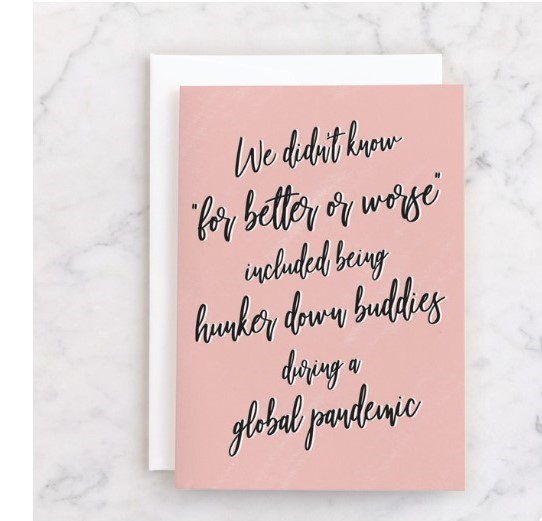 We didn't know
"for better or worse"
included being
hunker down buddies
during a
global pandemic